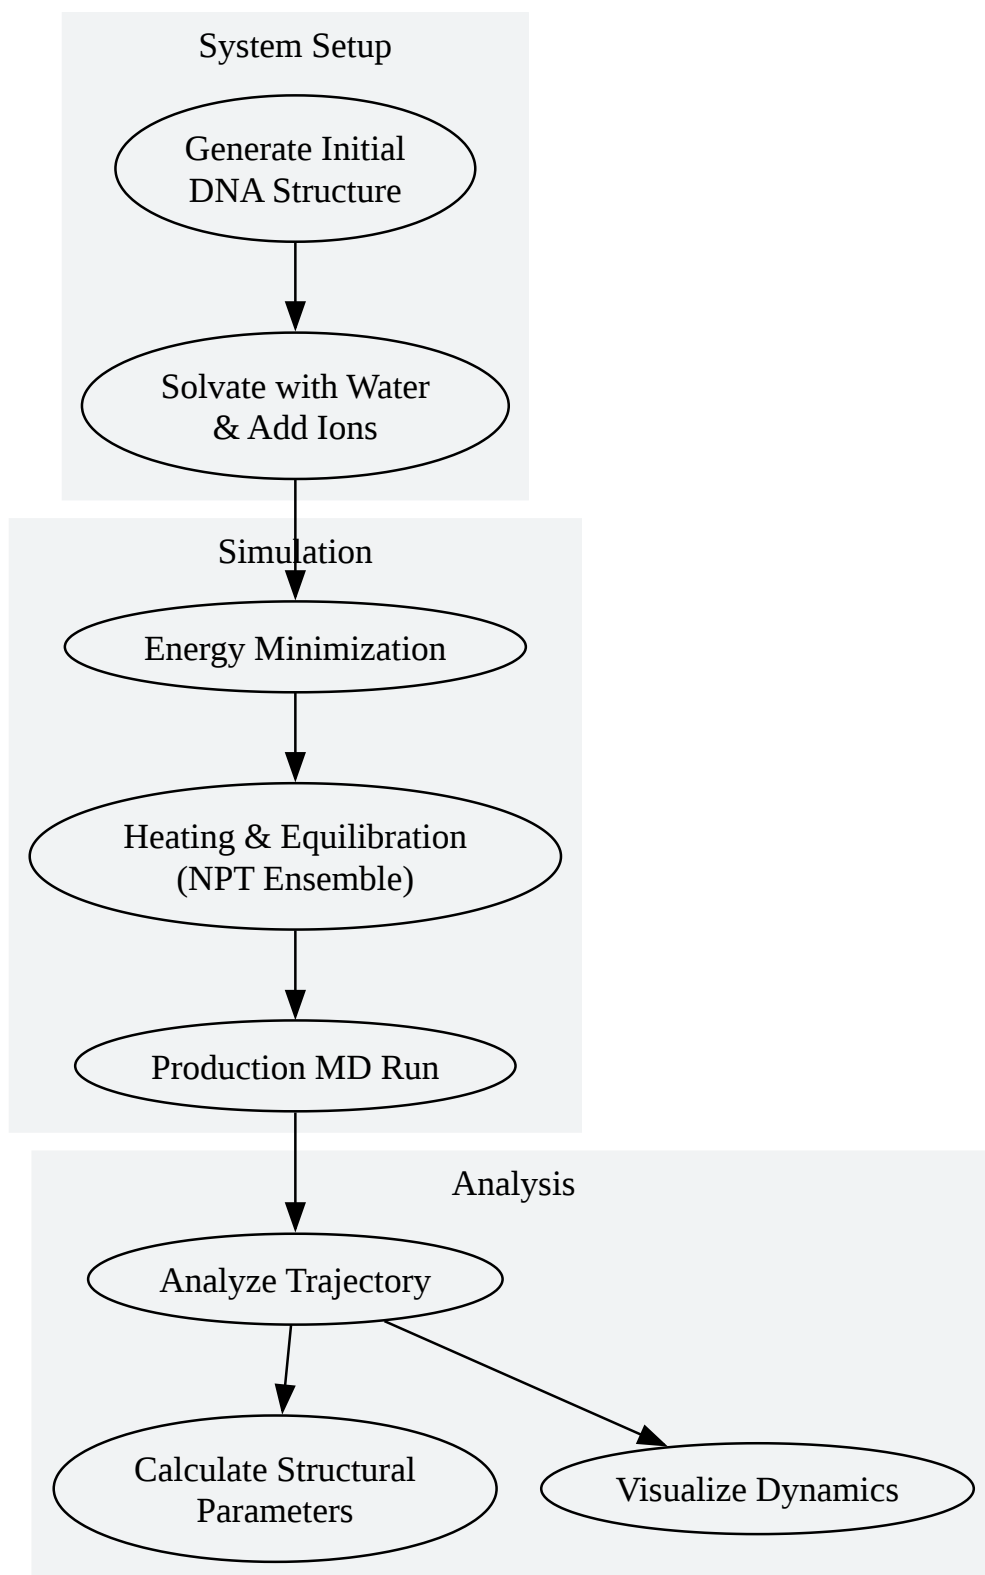 System Setup
Generate Initial
DNA Structure
Solvate with Water
& Add Ions
Simulation
Energy Minimization
Heating & Equilibration
(NPT Ensemble)
Production MD Run
Analysis
Analyze Trajectory
Calculate Structural
Parameters
Visualize Dynamics